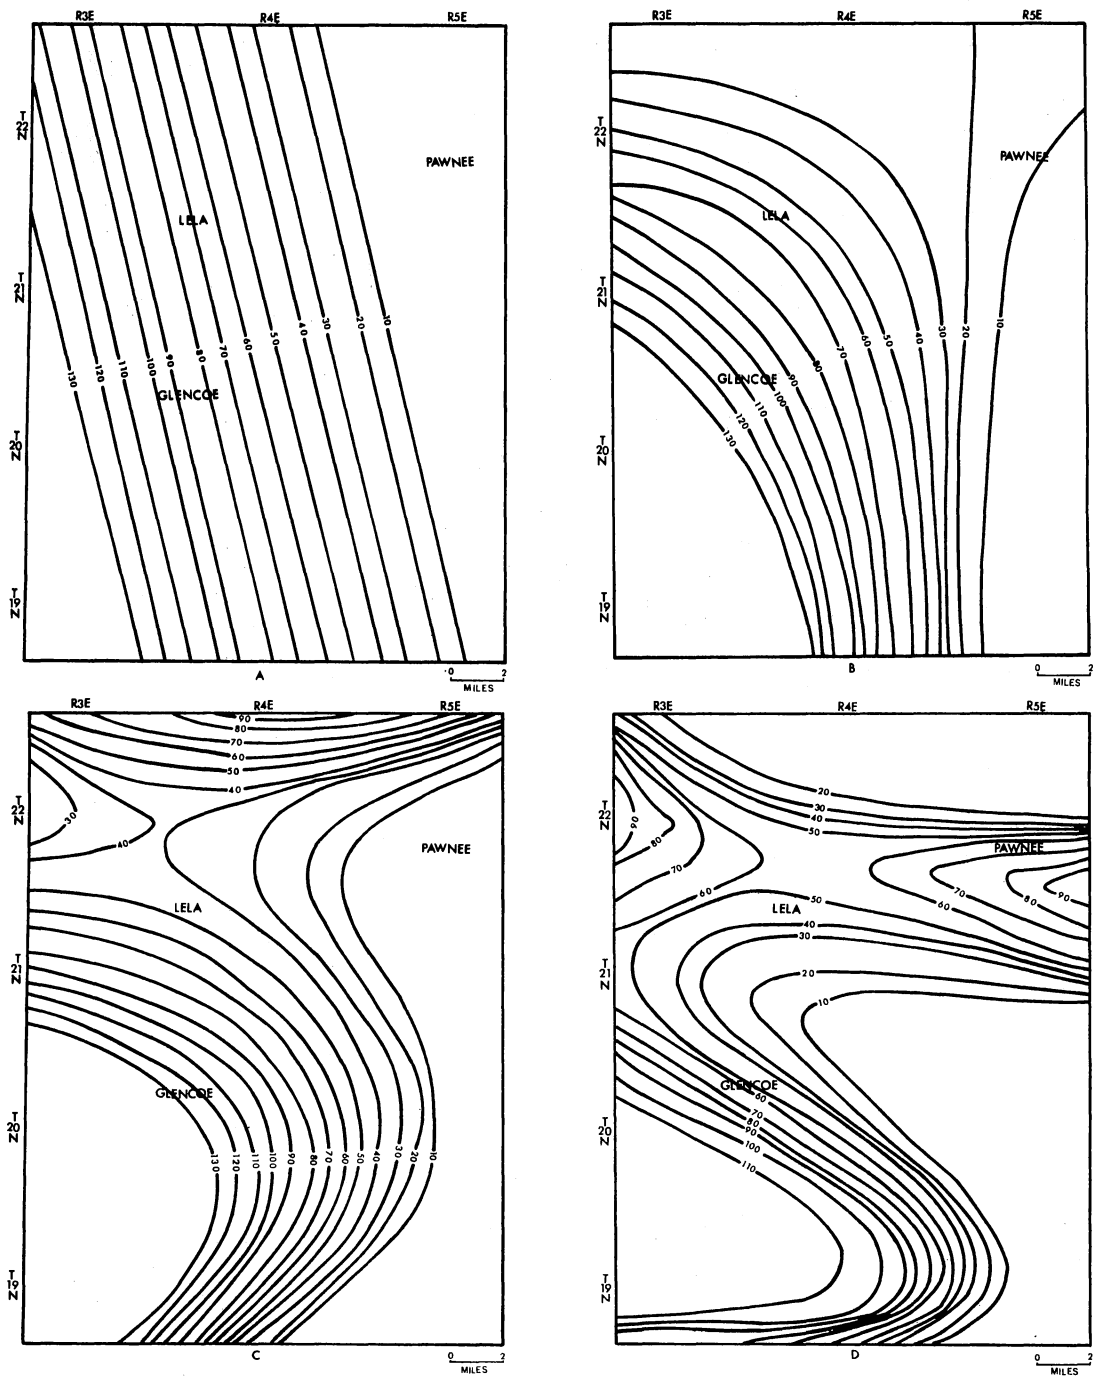 R3E R4E R5E
T 22 N
PAWNEE
LELA
T 21 N
130 120 110 100 90 80 70 60 50 40 30 20 10
GLENCOE
T 20 N
T 19 N
A
0 2
MILES
R3E R4E R5E
T 22 N
PAWNEE
LELA
T 21 N
130 120 110 100 90 80 70 60 50 40 30 20 10
GLENCOE
T 20 N
T 19 N
B
0 2
MILES
R3E R4E R5E
90
80
70
60
50
40
T 22 N
30
40
PAWNEE
LELA
T 21 N
GLENCOE
T 20 N
130 120 110 100 90 80 70 60 50 40 30 20 10
T 19 N
C
0 2
MILES
R3E R4E R5E
20
30
40
50
T 22 N
90
80
70
60
PAWNEE
70
80
90
60
50
LELA
40
30
T 21 N
20
10
GLENCOE
60
70
80
90
100
110
T 20 N
T 19 N
D
0 2
MILES